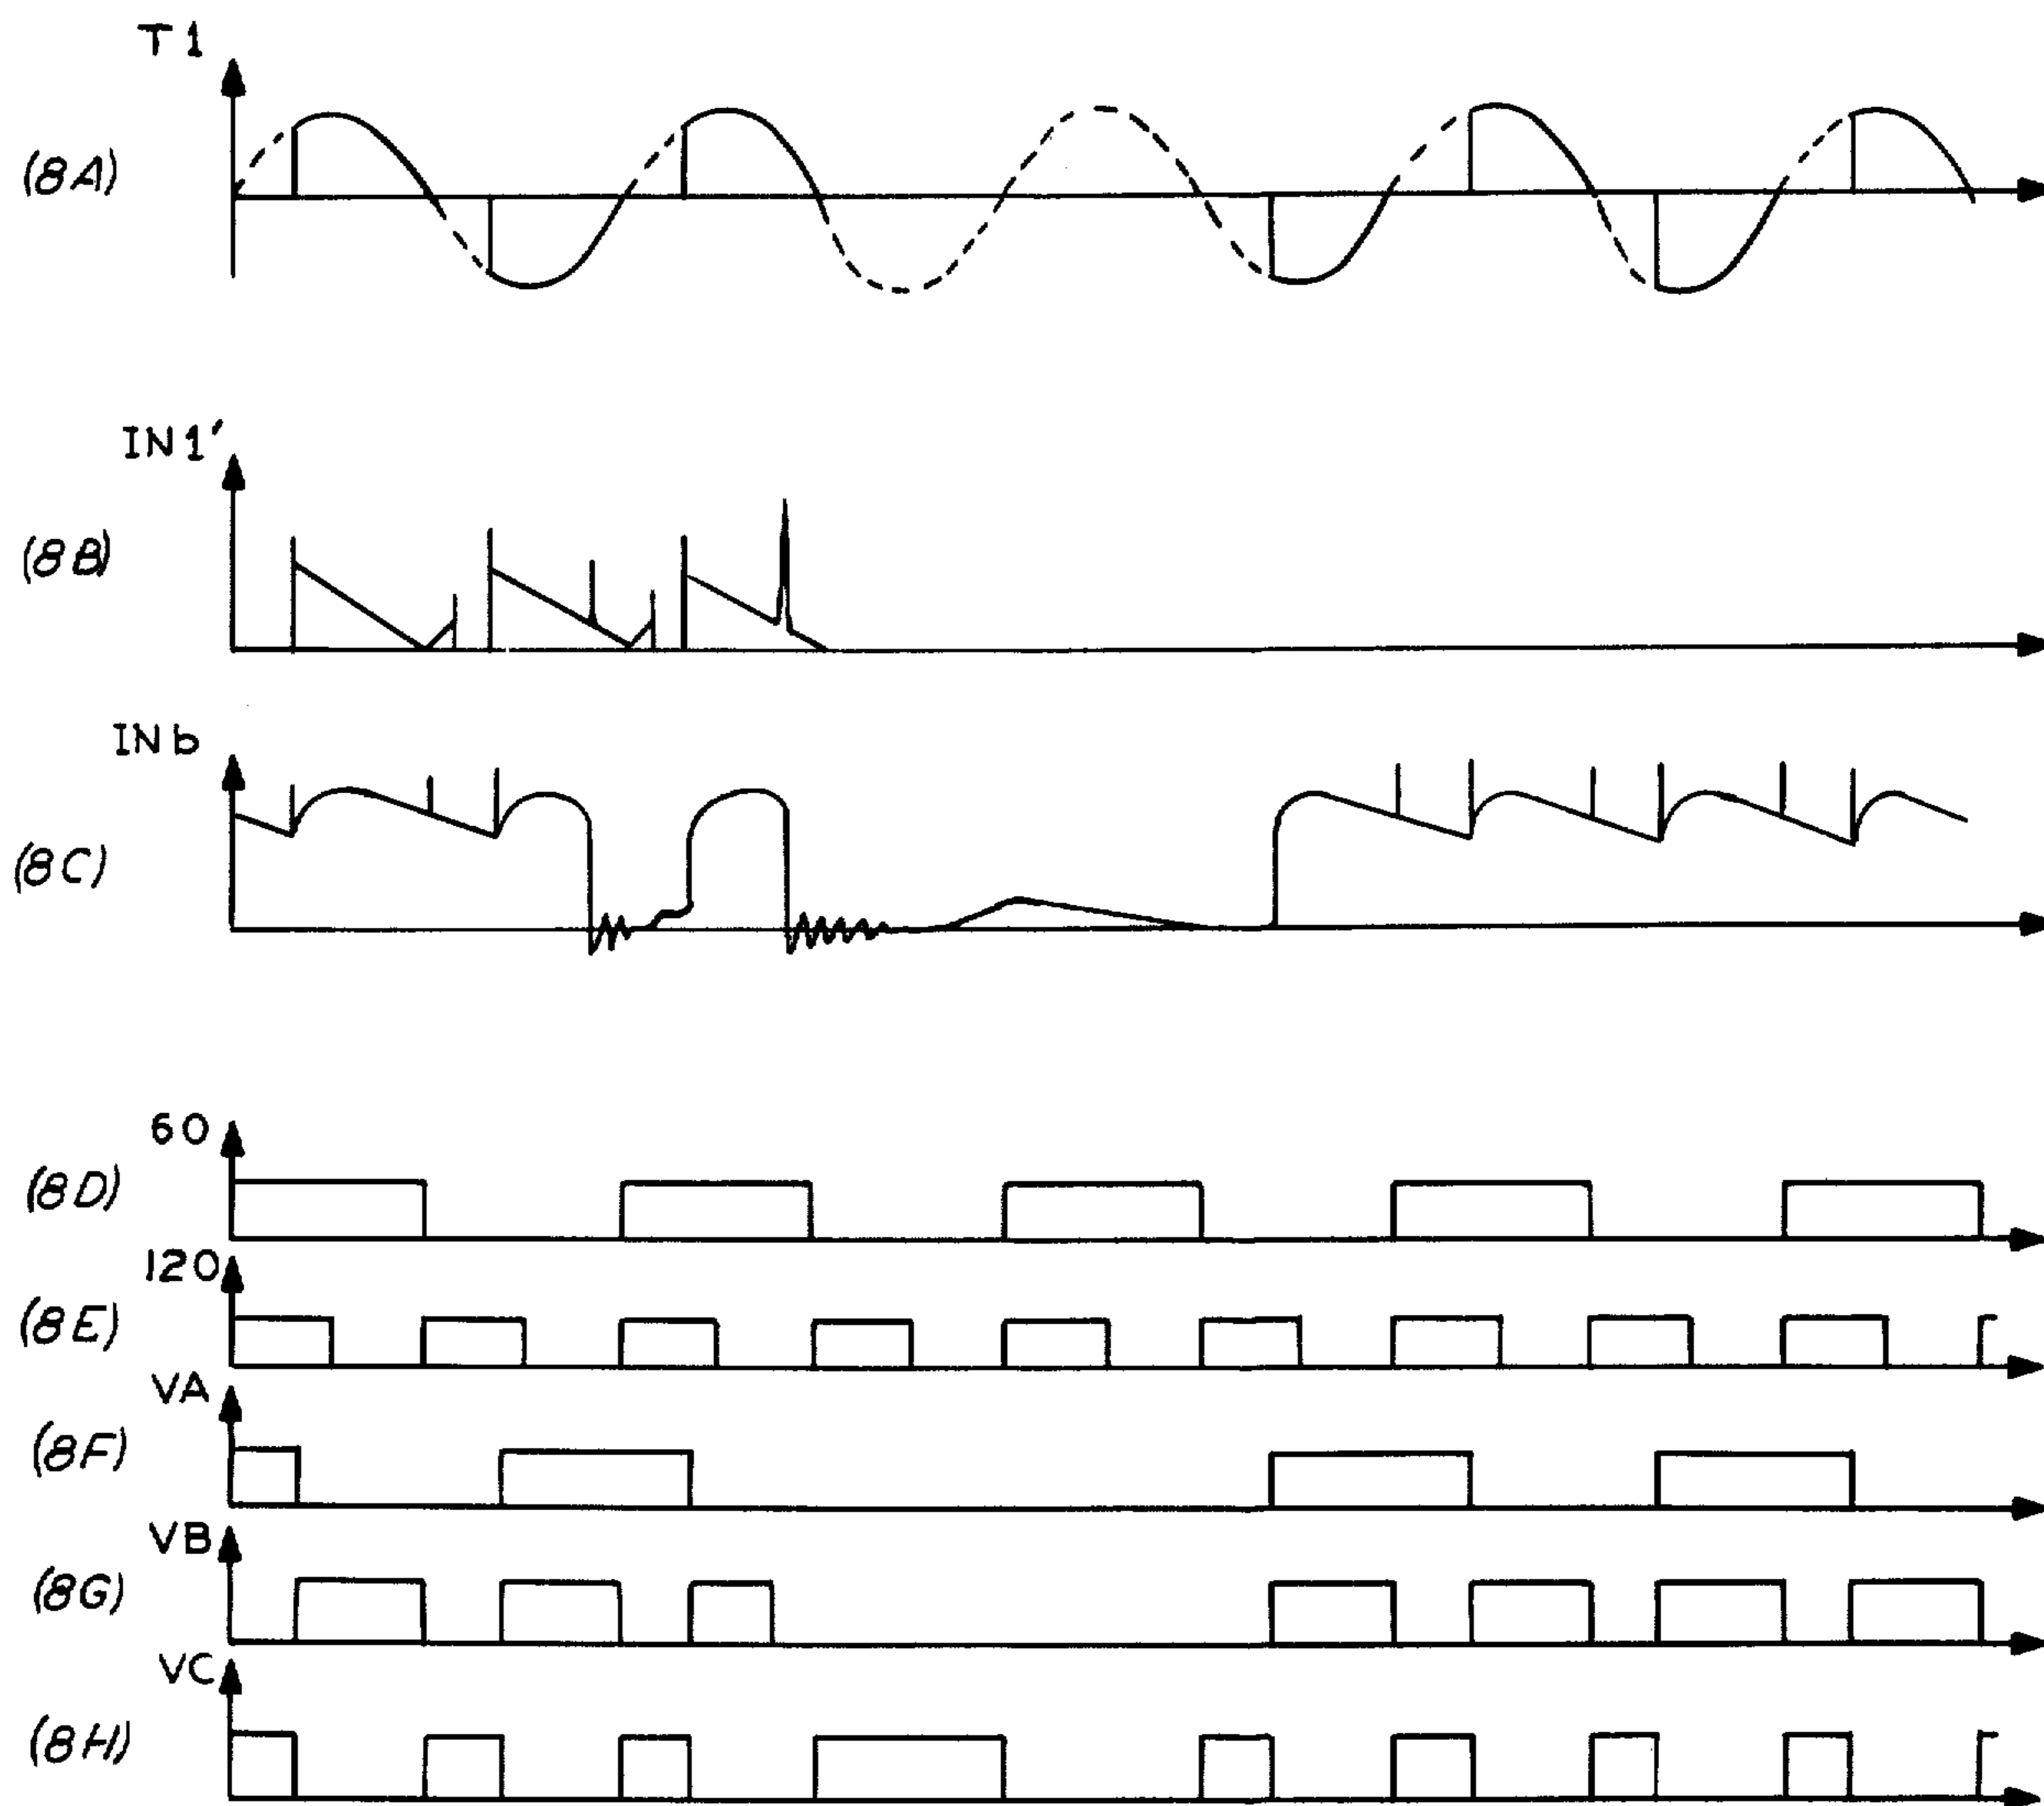 T1
(8A)
IN1′
(8B)
INb
(8C)
60
(8D)
120
(8E)
VA
(8F)
VB
(8G)
VC
(8H)